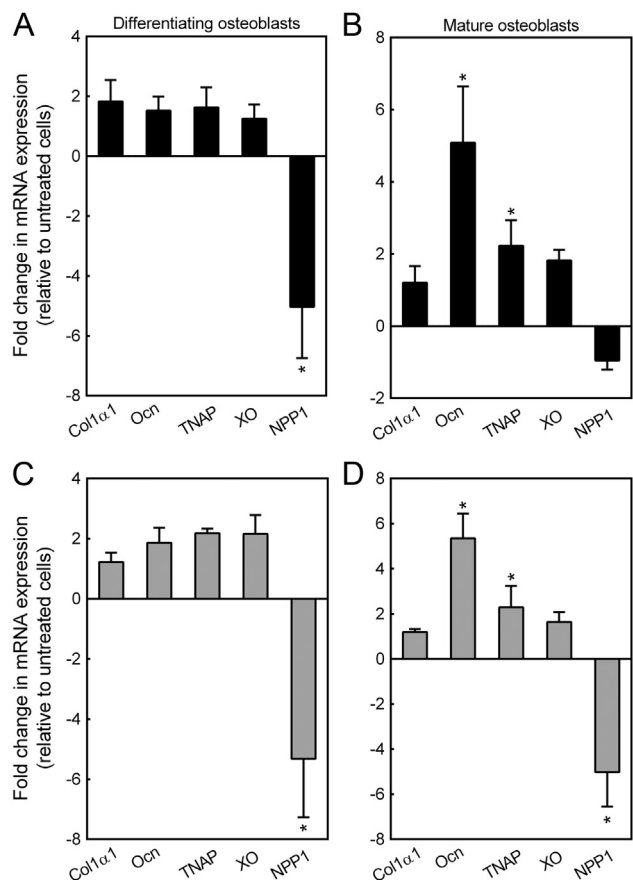 A
Differentiating osteoblasts
B
Mature osteoblasts
Fold change in mRNA expression
(relative to untreated cells)
4
2
0
-2
-4
-6
-8
*
Col1α1
Ocn
TNAP
XO
NPP1
8
6
4
2
0
-2
*
*
Col1α1
Ocn
TNAP
XO
NPP1
C
D
Fold change in mRNA expression
(relative to untreated cells)
4
2
0
-2
-4
-6
-8
*
Col1α1
Ocn
TNAP
XO
NPP1
8
6
4
2
0
-2
-4
-6
-8
*
*
*
Col1α1
Ocn
TNAP
XO
NPP1